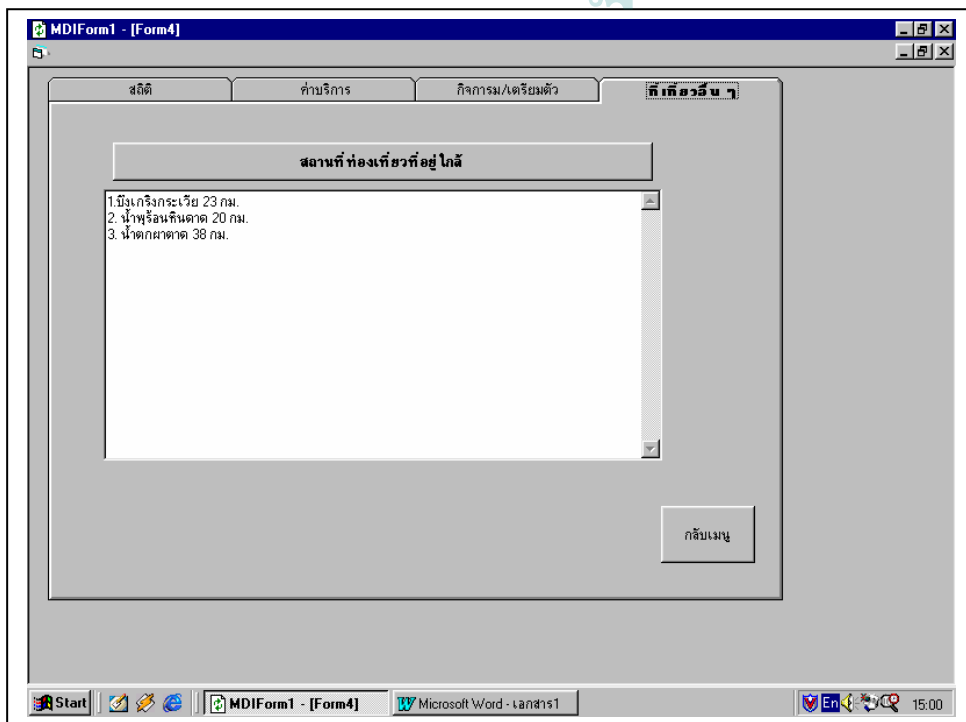 MDIForm1 - [Form4]
สถิติ ค่าบริการ กิจการม/เตรียมตัว ที่เที่ยวอื่น ๆ
สถานที่ท่องเที่ยวที่อยู่ใกล้
1.บึงเกริงกระเวีย 23 กม.
2. น้ำพุร้อนหินดาด 20 กม.
3. น้ำตกผาตาด 38 กม.
กลับเมนู
Start MDIForm1 - [Form4] Microsoft Word - เอกสาร1 En 15:00